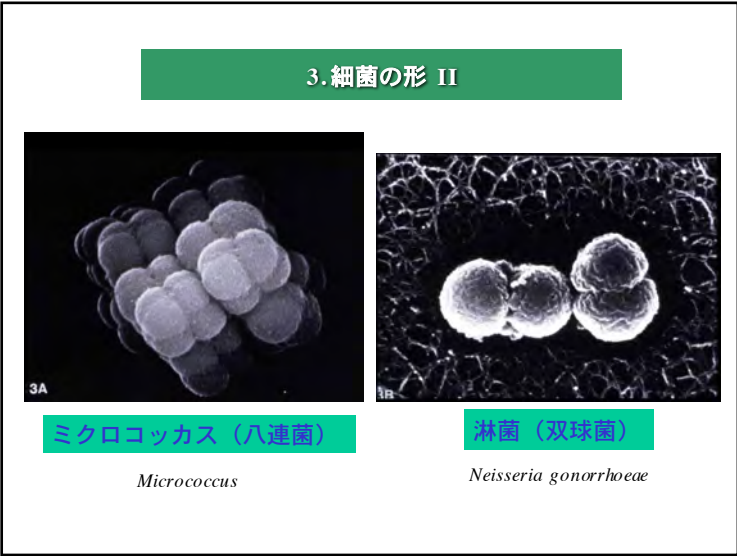 3.細菌の形 II
3A
3B
ミクロコッカス（八連菌）
淋菌（双球菌）
Micrococcus
Neisseria gonorrhoeae